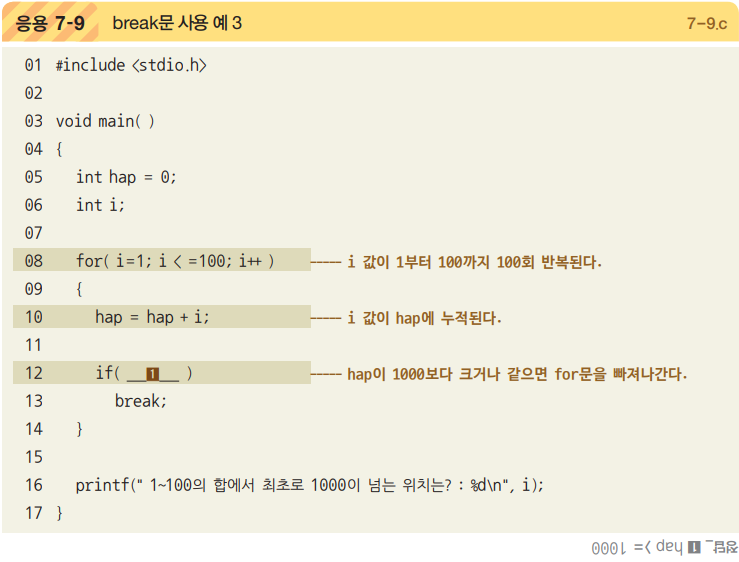 응용 7-9 break문 사용 예 3 7-9.c
01 #include <stdio.h>
02
03 void main( )
04 {
05 int hap = 0;
06 int i;
07
08 for( i=1; i < =100; i++ ) ----- i 값이 1부터 100까지 100회 반복된다.
09 {
10 hap = hap + i; ----- i 값이 hap에 누적된다.
11
12 if( __1__ ) ----- hap이 1000보다 크거나 같으면 for문을 빠져나간다.
13 break;
14 }
15
16 printf(" 1~100의 합에서 최초로 1000이 넘는 위치는? : %d\n", i);
17 }
정답_ 1 hap >= 1000